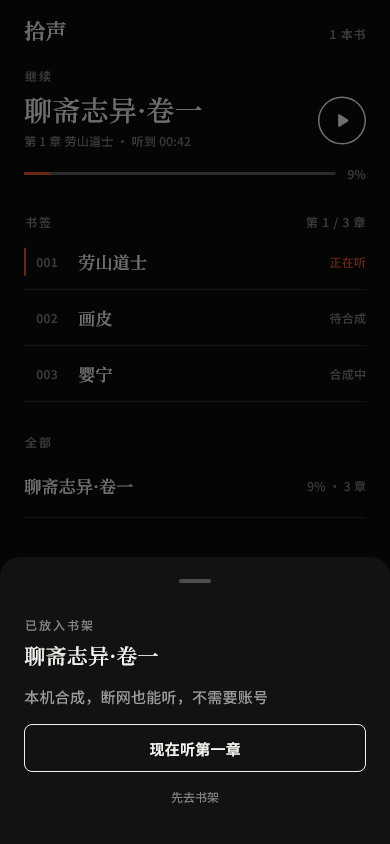 拾声
1 本书
继续
聊斋志异·卷一
第 1 章 劳山道士 · 听到 00:42
9%
书签
第 1 / 3 章
001 劳山道士 正在听
002 画皮 待合成
003 婴宁 合成中
全部
聊斋志异·卷一 9% · 3 章
已放入书架
聊斋志异·卷一
本机合成，断网也能听，不需要账号
现在听第一章
先去书架